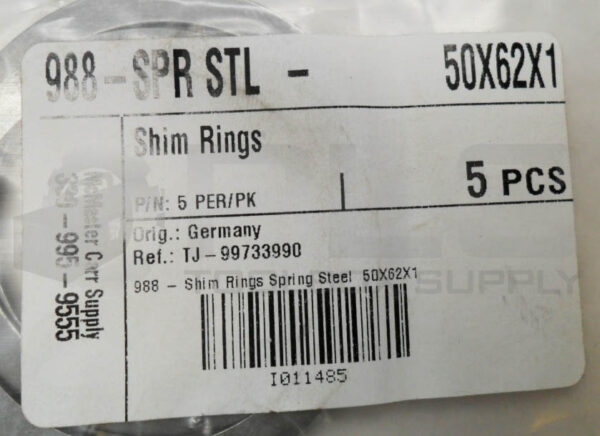 988-SPR STL - 50X62X1
Shim Rings
P/N: 5 PER/PK 5 PCS
Orig.: Germany
Ref.: TJ-99733990
988 - Shim Rings Spring Steel 50X62X1
I011485
McMaster Carr Supply
330-995-9555